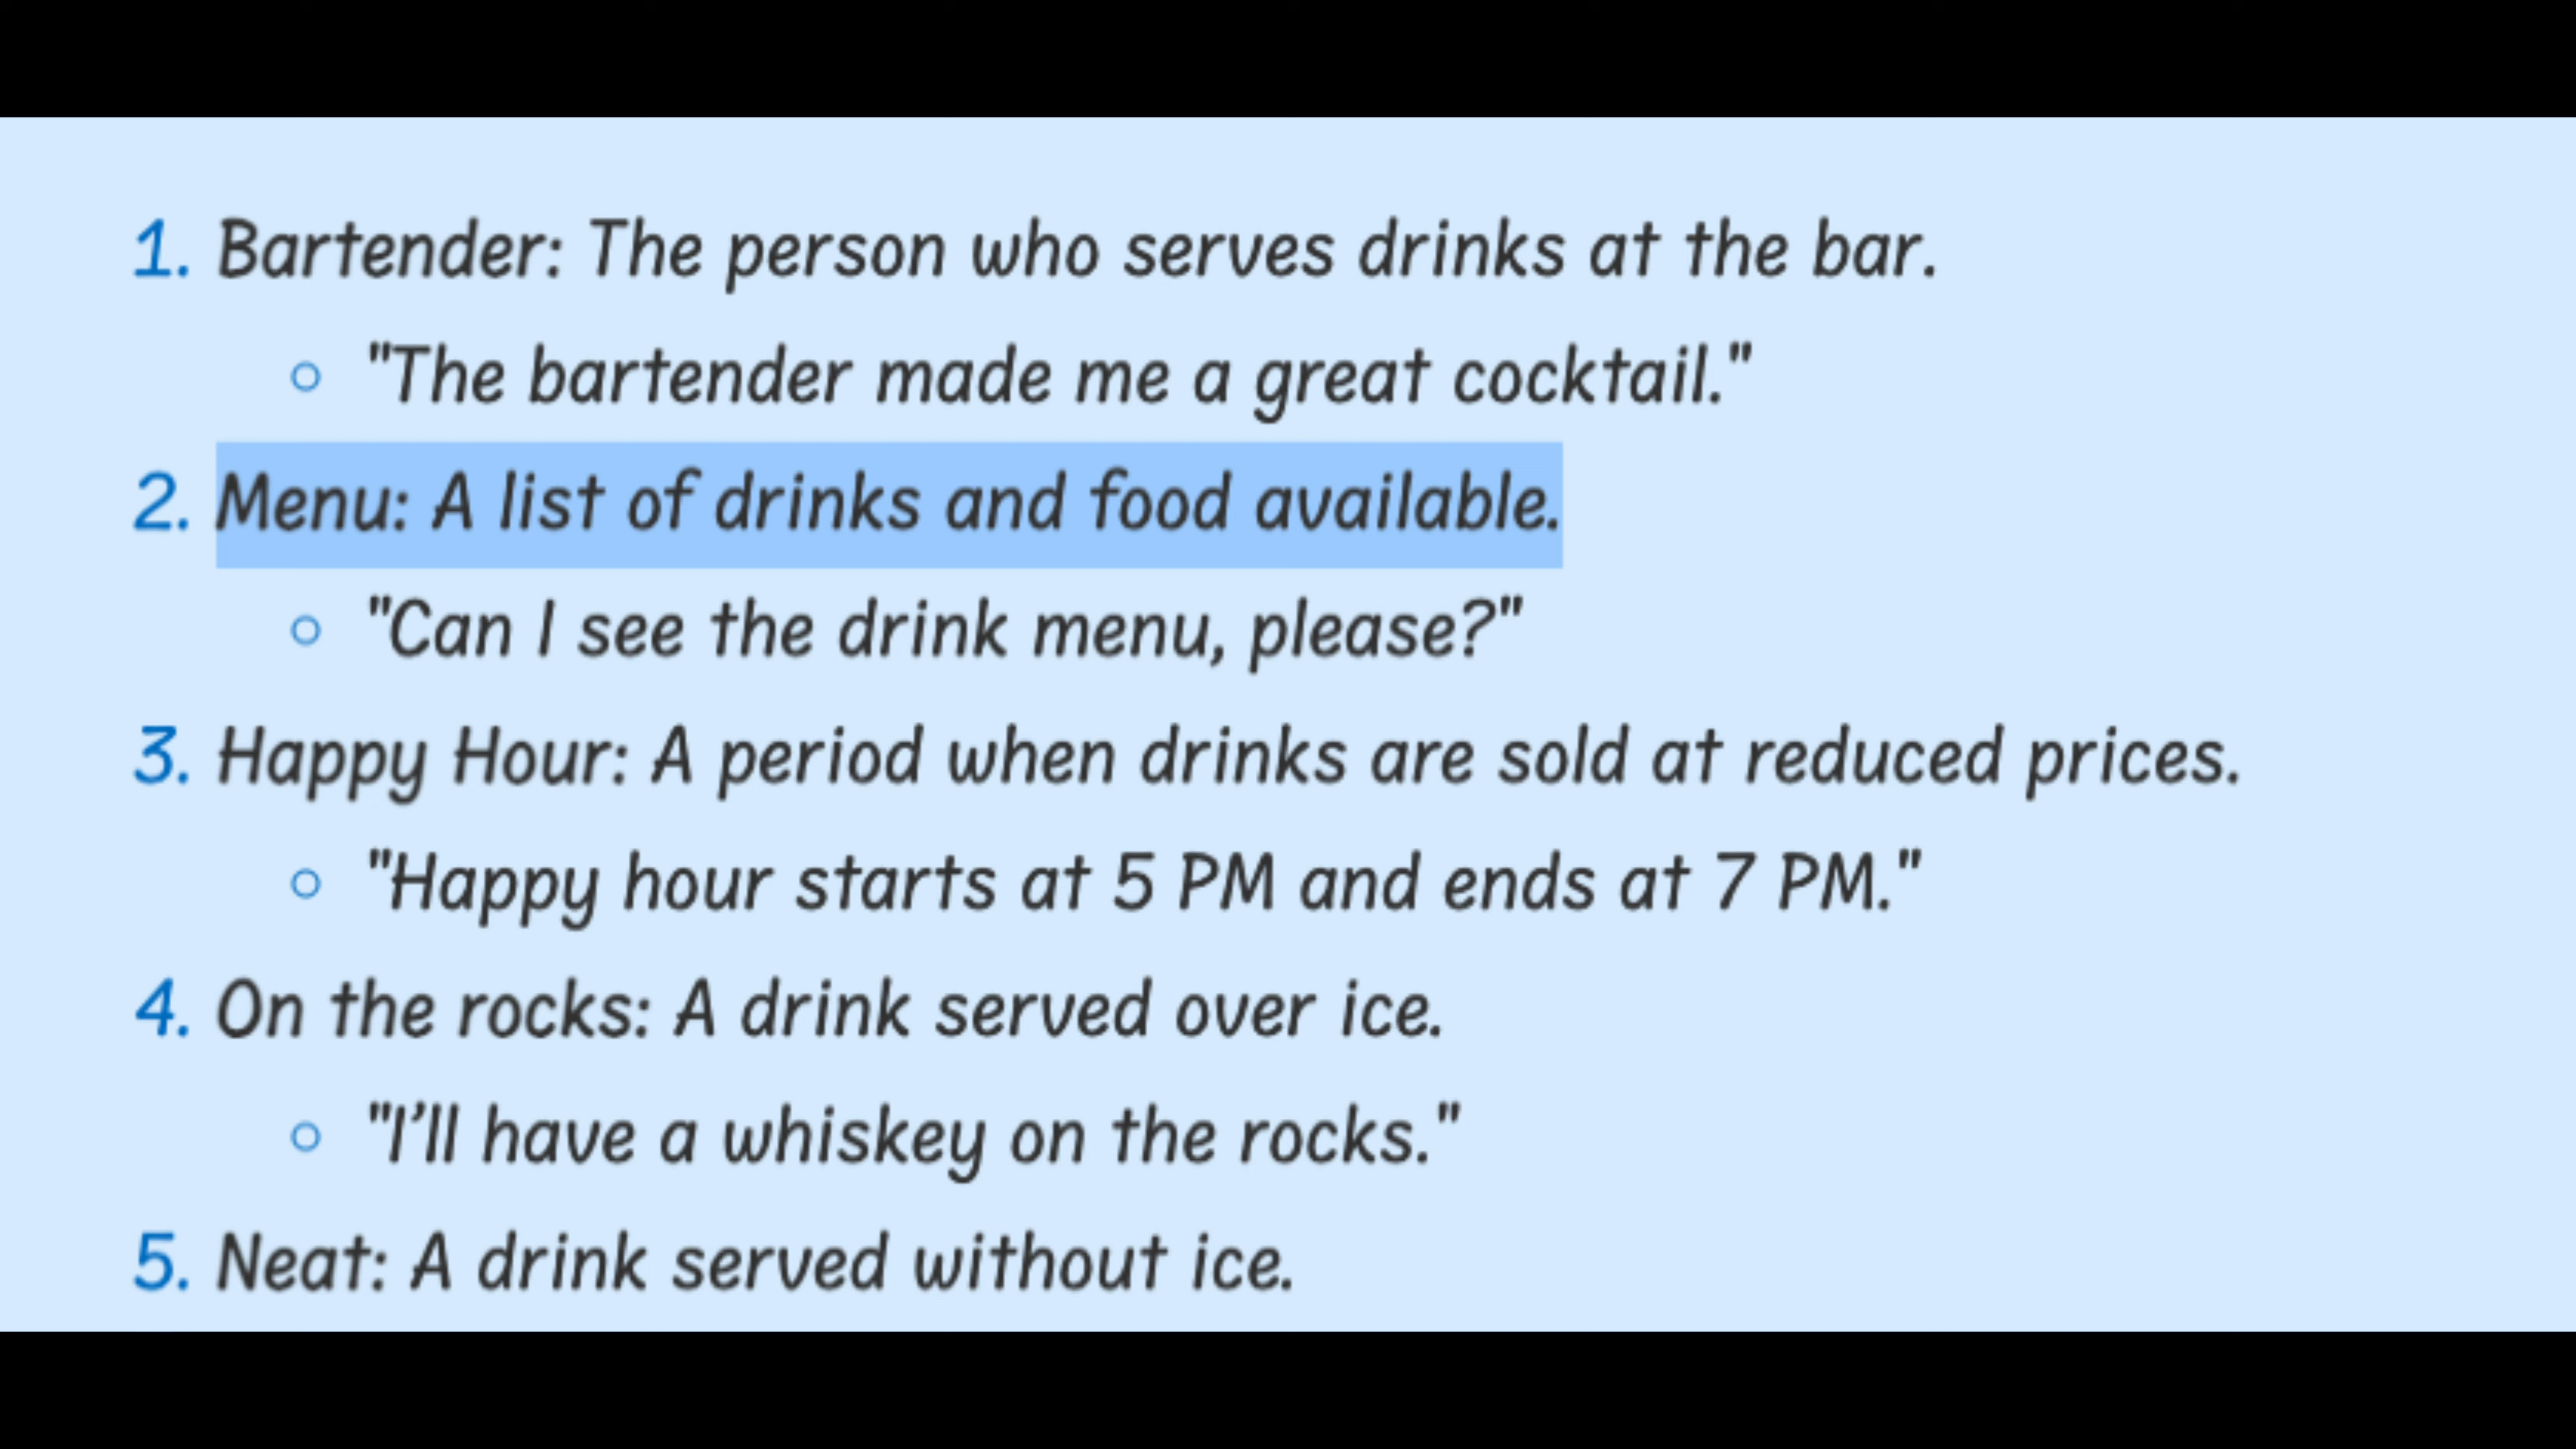 1. Bartender: The person who serves drinks at the bar.
○ "The bartender made me a great cocktail."
2. Menu: A list of drinks and food available.
○ "Can I see the drink menu, please?"
3. Happy Hour: A period when drinks are sold at reduced prices.
○ "Happy hour starts at 5 PM and ends at 7 PM."
4. On the rocks: A drink served over ice.
○ "I’ll have a whiskey on the rocks."
5. Neat: A drink served without ice.